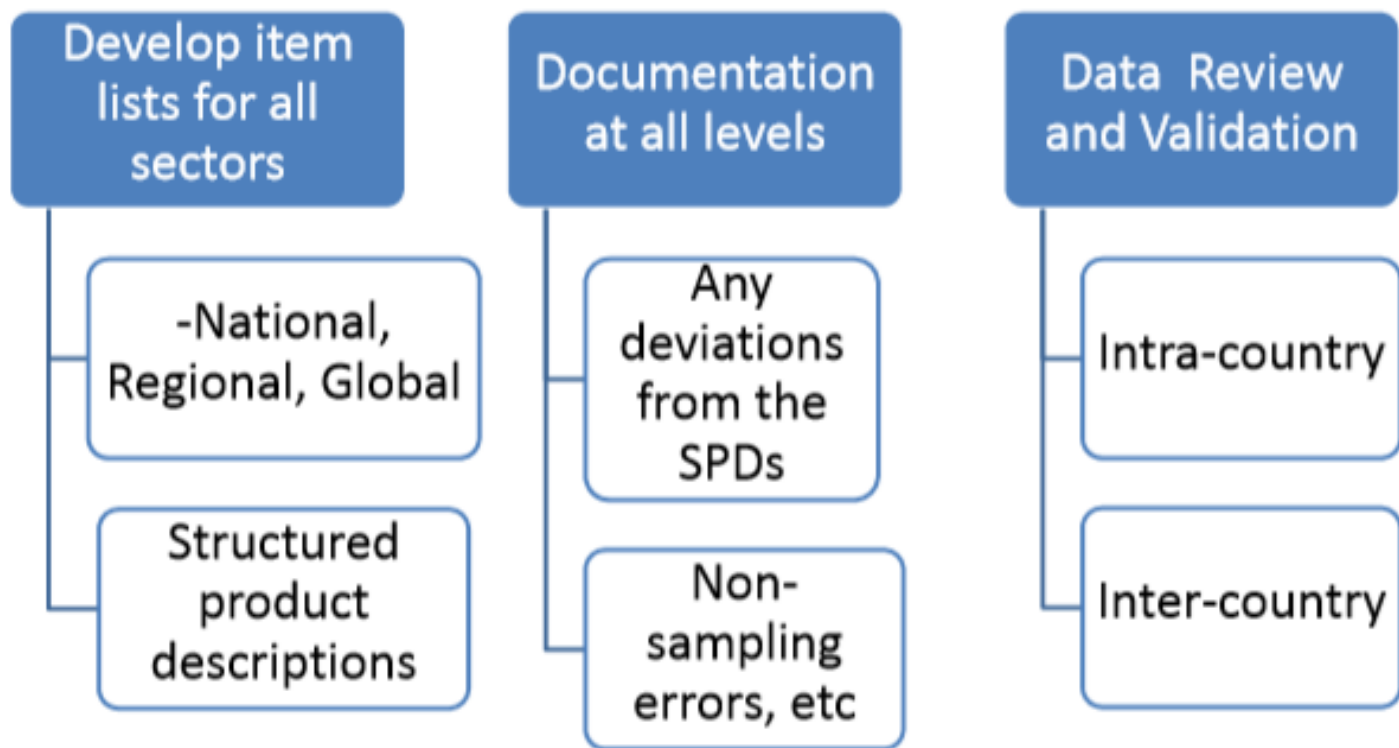 Develop item
lists for all
sectors
-National,
Regional, Global
Structured
product
descriptions
Documentation
at all levels
Any
deviations
from the
SPDs
Non-
sampling
errors, etc
Data Review
and Validation
Intra-country
Inter-country